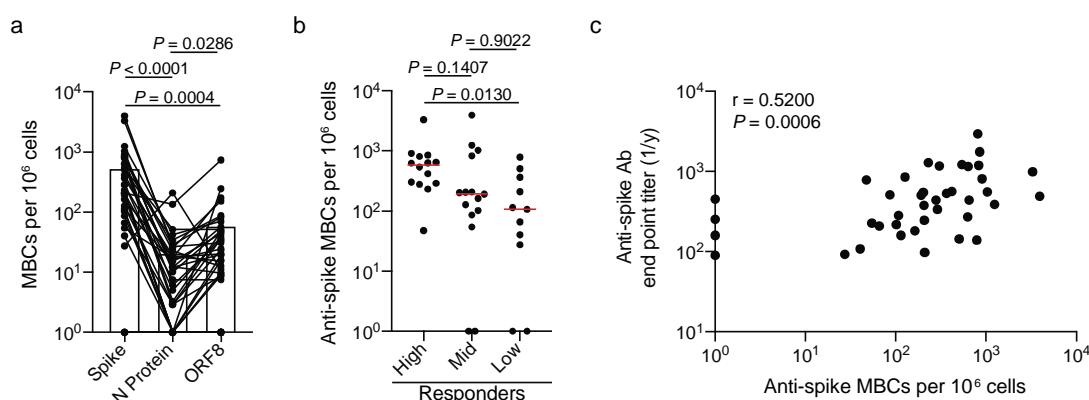 a
P = 0.0286
P < 0.0001
P = 0.0004
MBCs per 10⁶ cells
10⁴
10³
10²
10¹
10⁰
Spike
N Protein
ORF8
b
P = 0.9022
P = 0.1407
P = 0.0130
Anti-spike MBCs per 10⁶ cells
10⁴
10³
10²
10¹
10⁰
High
Mid
Low
Responders
c
r = 0.5200
P = 0.0006
Anti-spike Ab
end point titer (1/y)
10⁴
10³
10²
10¹
10⁰
10¹
10²
10³
10⁴
Anti-spike MBCs per 10⁶ cells